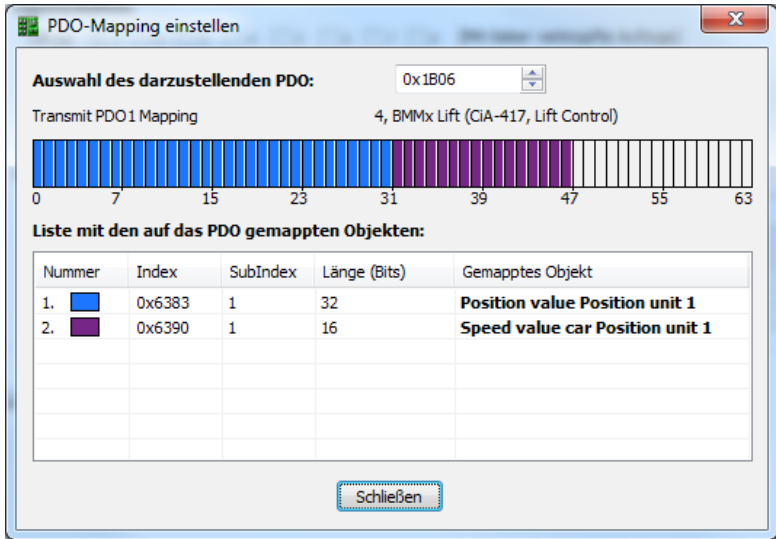 PDO-Mapping einstellen
Auswahl des darzustellenden PDO: 0x1B06
Transmit PDO1 Mapping 4, BMMx Lift (CiA-417, Lift Control)
0 7 15 23 31 39 47 55 63
Liste mit den auf das PDO gemappten Objekten:
Nummer Index SubIndex Länge (Bits) Gemapptes Objekt
1. 0x6383 1 32 Position value Position unit 1
2. 0x6390 1 16 Speed value car Position unit 1
Schließen